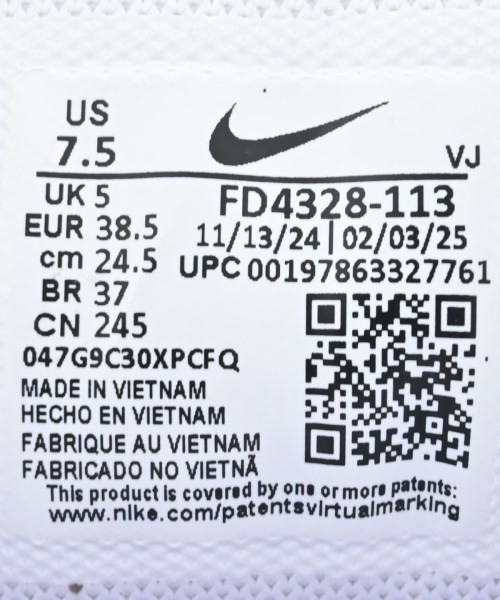 US
7.5
VJ
UK 5
FD4328-113
EUR 38.5
11/13/24 | 02/03/25
cm 24.5
UPC 00197863327761
BR 37
CN 245
047G9C30XPCFQ
MADE IN VIETNAM
HECHO EN VIETNAM
FABRIQUE AU VIETNAM
FABRICADO NO VIETNÃ
This product is covered by one or more patents:
www.nike.com/patentsvirtualmarking